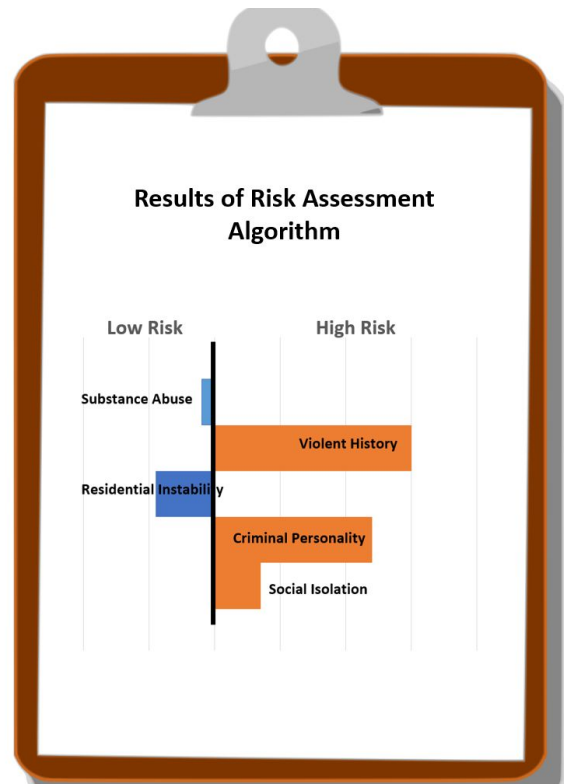 Results of Risk Assessment
Algorithm
Low Risk
High Risk
Substance Abuse
Violent History
Residential Instability
Criminal Personality
Social Isolation